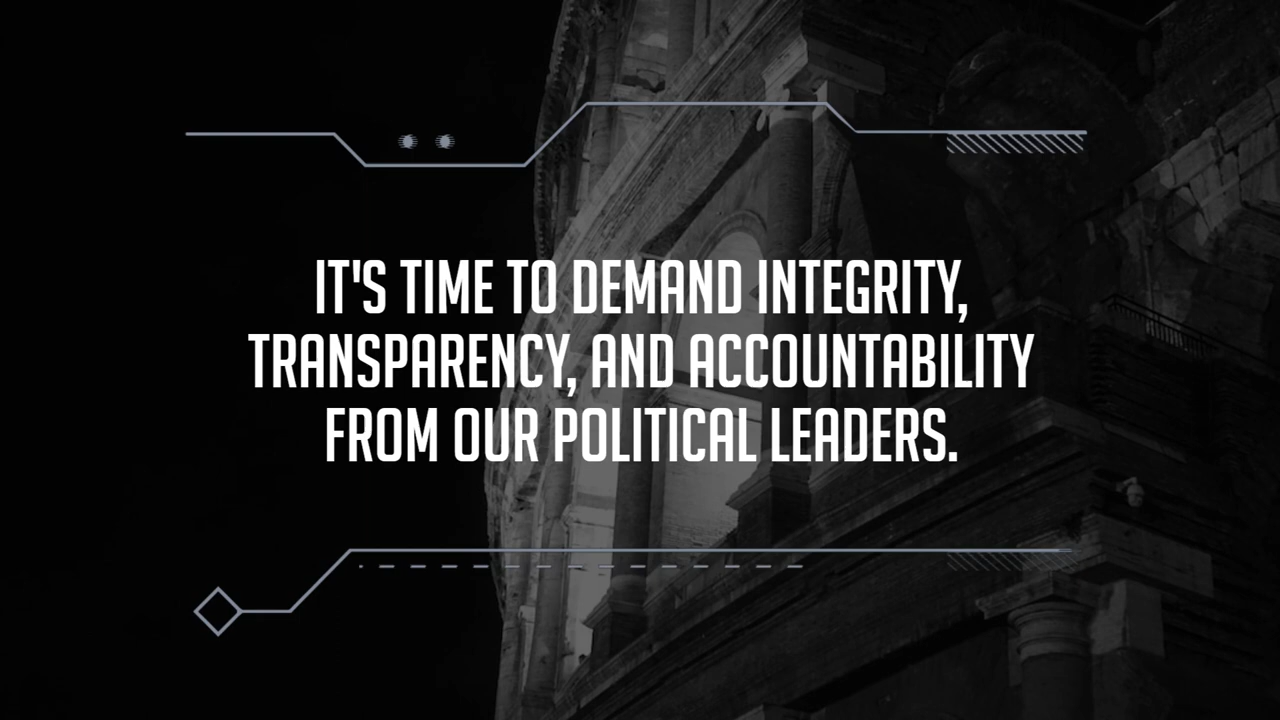 IT'S TIME TO DEMAND INTEGRITY,
TRANSPARENCY, AND ACCOUNTABILITY
FROM OUR POLITICAL LEADERS.